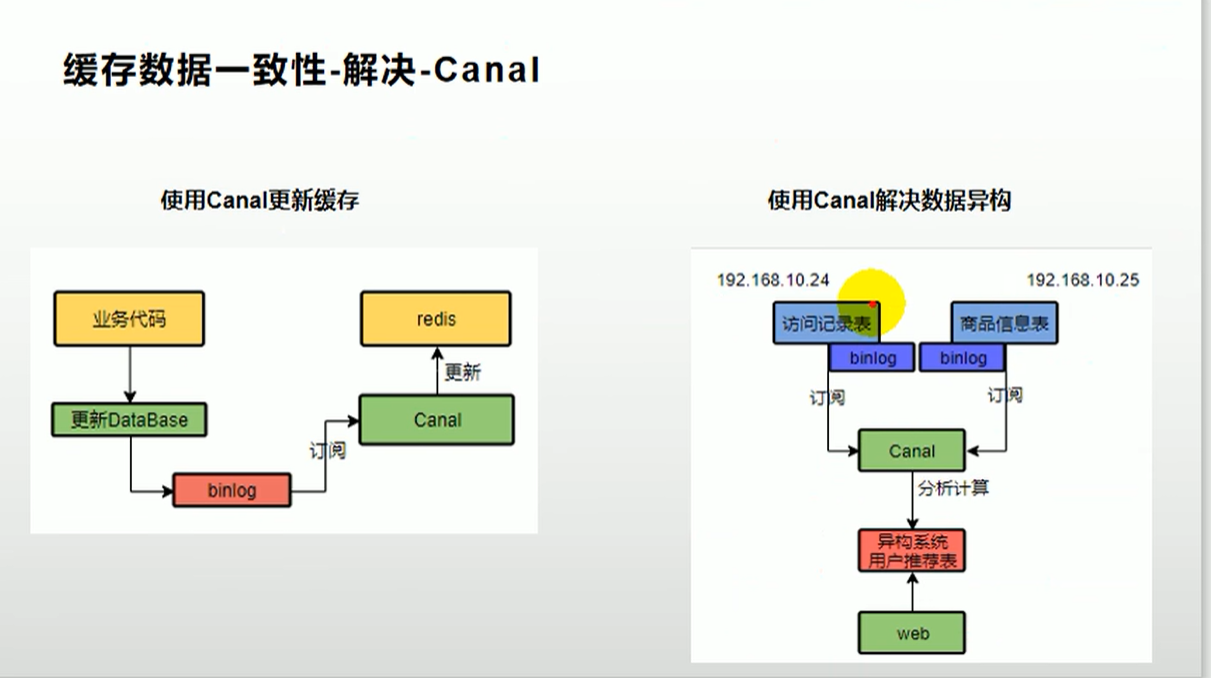 缓存数据一致性-解决-Canal
使用Canal更新缓存
业务代码
redis
更新
更新DataBase
Canal
订阅
binlog
使用Canal解决数据异构
192.168.10.24
192.168.10.25
访问记录表
商品信息表
binlog
binlog
订阅
订阅
Canal
分析计算
异构系统
用户推荐表
web